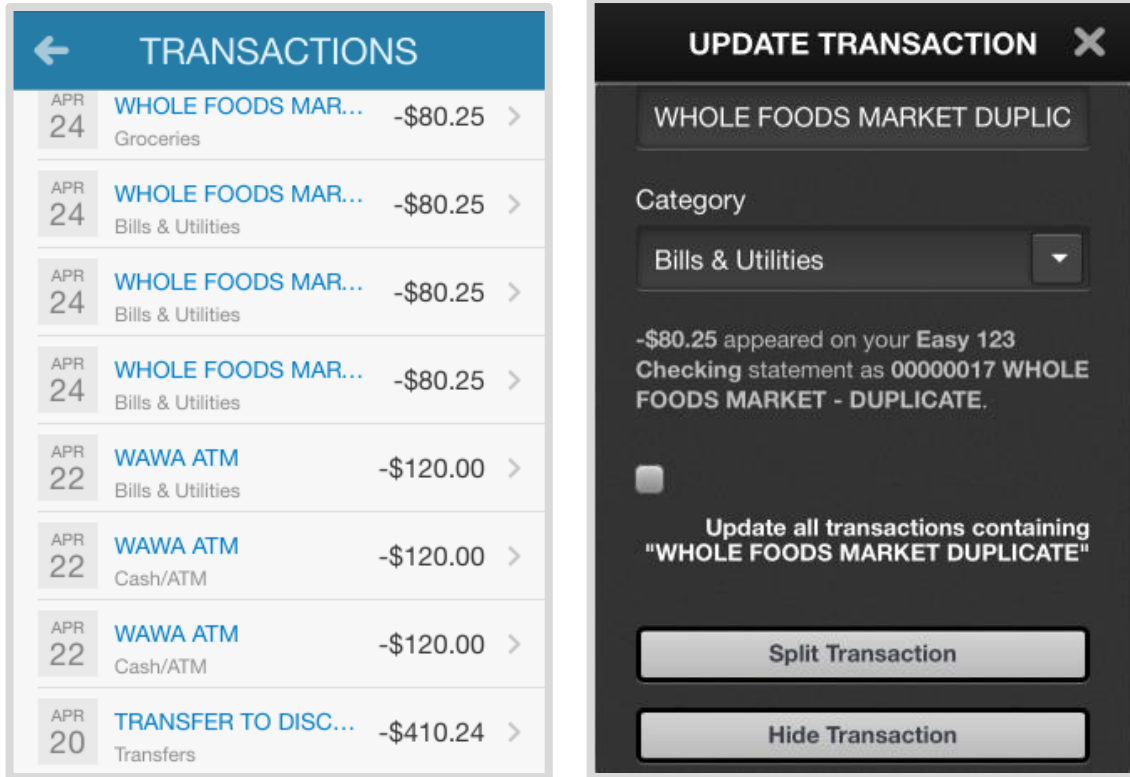 TRANSACTIONS
APR
24
WHOLE FOODS MAR...
Groceries
-$80.25
APR
24
WHOLE FOODS MAR...
Bills & Utilities
-$80.25
APR
24
WHOLE FOODS MAR...
Bills & Utilities
-$80.25
APR
24
WHOLE FOODS MAR...
Bills & Utilities
-$80.25
APR
22
WAWA ATM
Bills & Utilities
-$120.00
APR
22
WAWA ATM
Cash/ATM
-$120.00
APR
22
WAWA ATM
Cash/ATM
-$120.00
APR
20
TRANSFER TO DISC...
Transfers
-$410.24
UPDATE TRANSACTION
WHOLE FOODS MARKET DUPLIC
Category
Bills & Utilities
-$80.25 appeared on your Easy 123
Checking statement as 00000017 WHOLE
FOODS MARKET - DUPLICATE.
Update all transactions containing
"WHOLE FOODS MARKET DUPLICATE"
Split Transaction
Hide Transaction